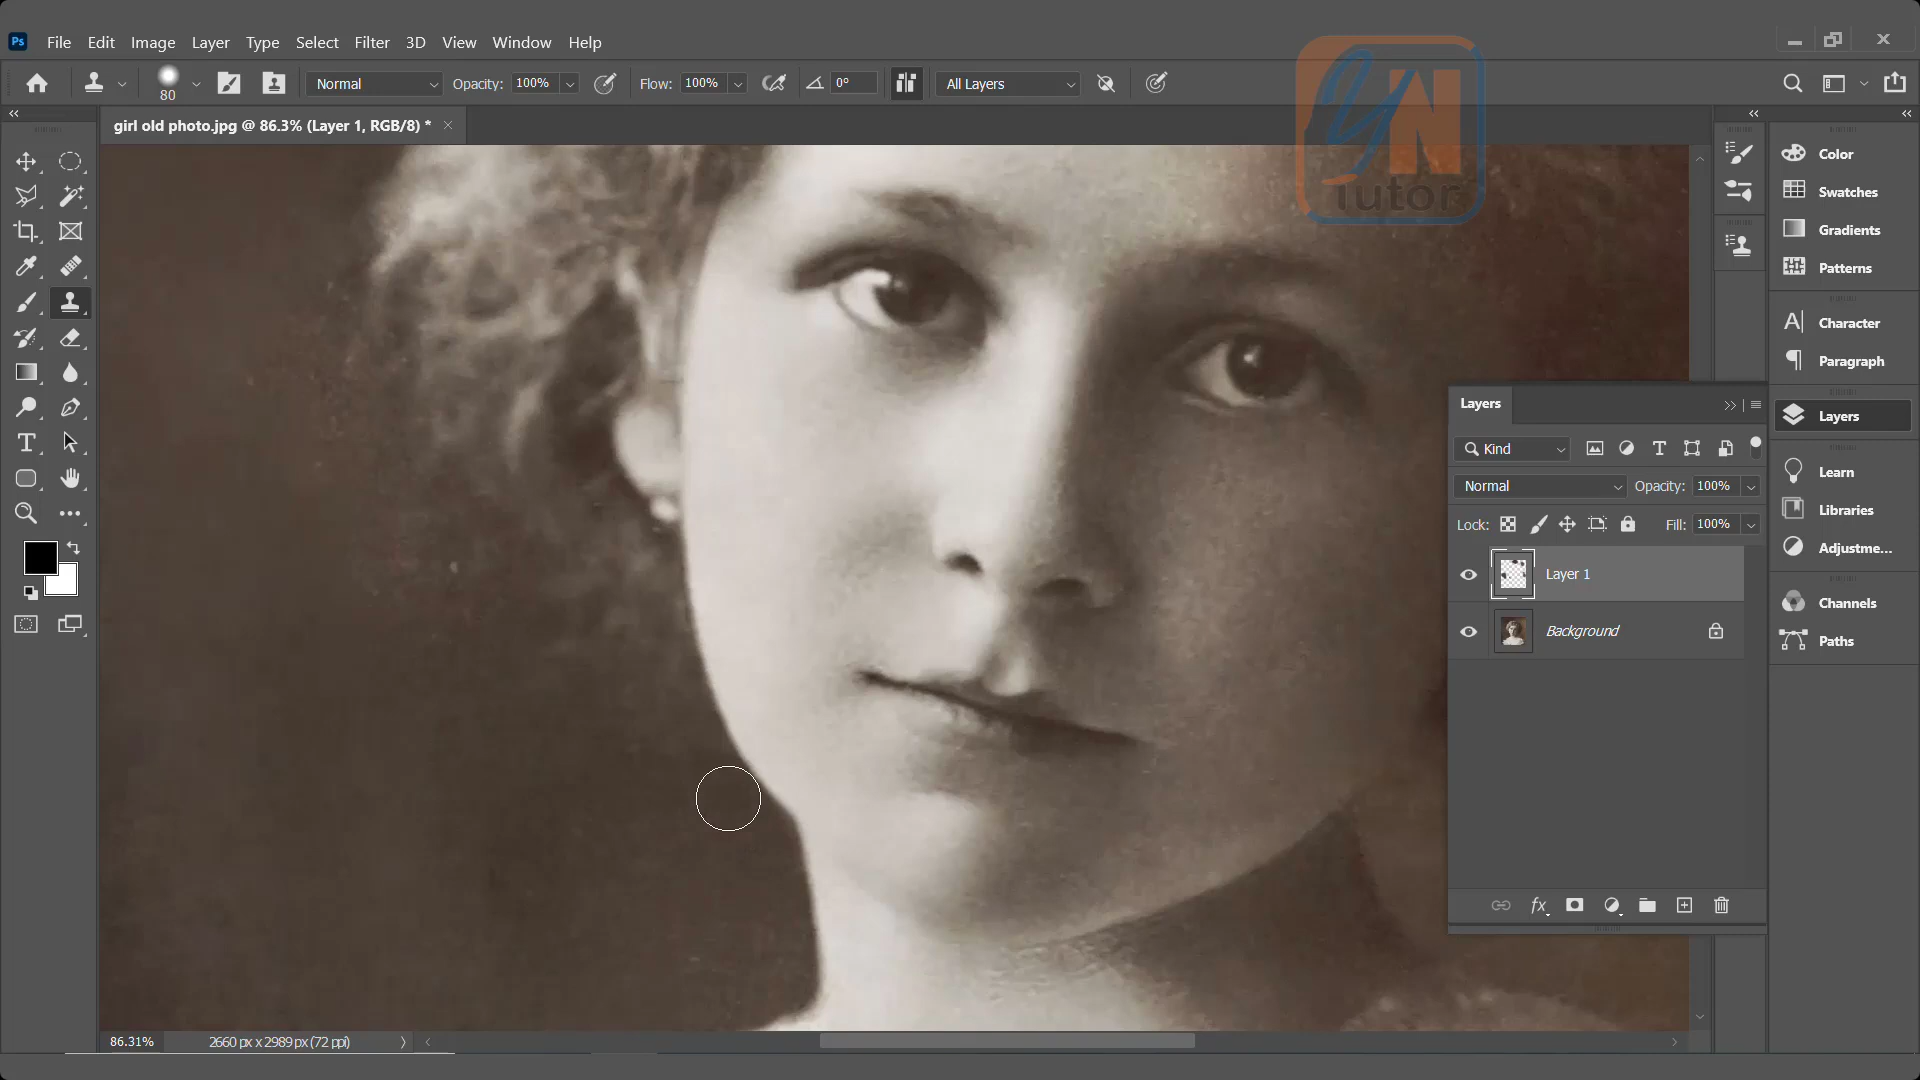 Ps File Edit Image Layer Type Select Filter 3D View Window Help
80 Normal Opacity: 100% Flow: 100% 0° All Layers
YN
Tutor
girl old photo.jpg @ 86.3% (Layer 1, RGB/8) *
Color
Swatches
Gradients
Patterns
Character
Paragraph
Layers
Learn
Libraries
Adjustme...
Channels
Paths
Layers
Kind
Normal Opacity: 100%
Lock: Fill: 100%
Layer 1
Background
fx
86.31% 2660 px x 2989 px (72 ppi)